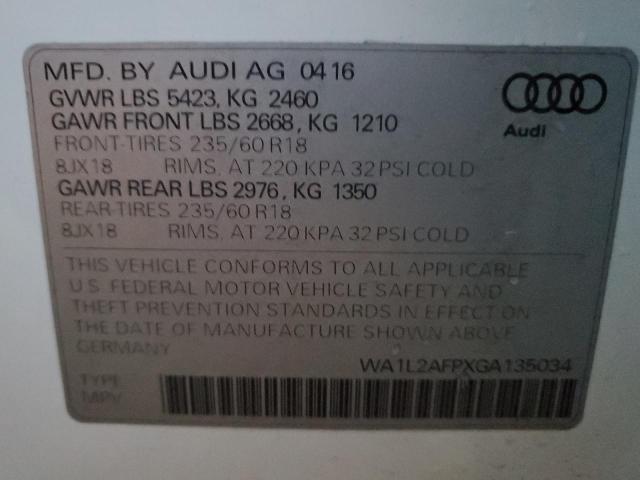 MFD. BY AUDI AG 04 16
GVWR LBS 5423, KG 2460
GAWR FRONT LBS 2668, KG 1210
FRONT-TIRES 235/60 R18
8JX18 RIMS, AT 220 KPA 32 PSI COLD
GAWR REAR LBS 2976, KG 1350
REAR-TIRES 235/60 R18
8JX18 RIMS, AT 220 KPA 32 PSI COLD
Audi
THIS VEHICLE CONFORMS TO ALL APPLICABLE
U.S. FEDERAL MOTOR VEHICLE SAFETY AND
THEFT PREVENTION STANDARDS IN EFFECT ON
THE DATE OF MANUFACTURE SHOWN ABOVE
GERMANY
WA1L2AFPXGA135034
TYPE
MPV